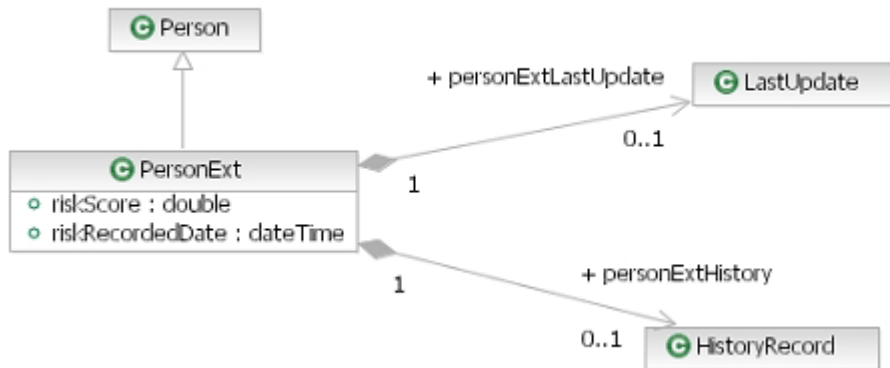 Person
+ personExtLastUpdate
LastUpdate
0..1
PersonExt
1
riskScore : double
riskRecordedDate : dateTime
1
+ personExtHistory
0..1
HistoryRecord